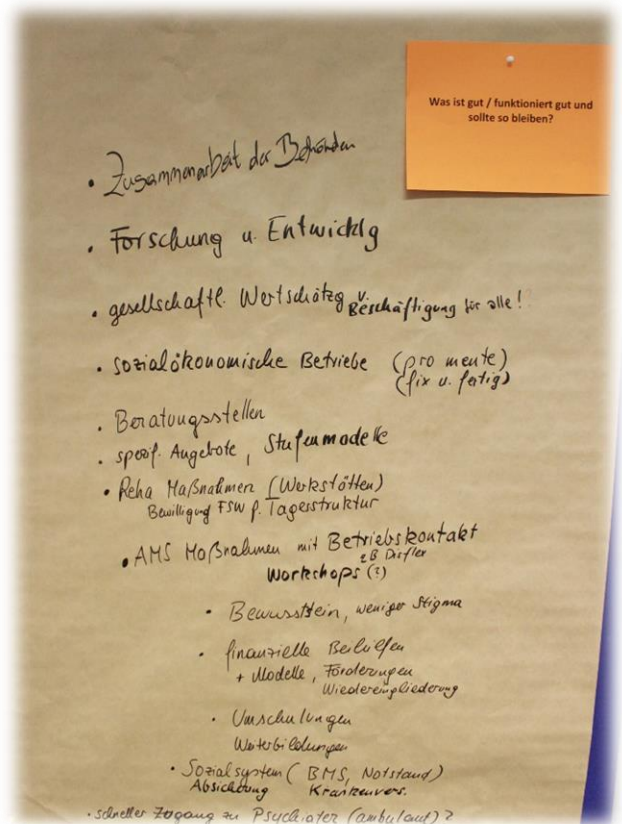 Was ist gut / funktioniert gut und
sollte so bleiben?
• Zusammenarbeit der Behörden
• Forschung u. Entwicklg
• gesellschaftl. Wertschätzg v. Beschäftigung für alle!
• sozialökonomische Betriebe (pro mente)
(fix u. fertig)
• Beratungsstellen
• spezif. Angebote, Stufenmodelle
• Reha Maßnahmen (Werkstätten)
Bewilligung FSW f. Tagesstruktur
• AMS Maßnahmen mit Betriebskontakt
zB
Workshops (?)
• Bewusstsein, weniger Stigma
• finanzielle Beihilfen
+ Modelle, Förderungen
Wiedereingliederung
• Umschulungen
Weiterbildungen
• Sozialsystem (BMS, Notstand)
Absicherung Krankenvers.
• schneller Zugang zu Psychiater (ambulant)?